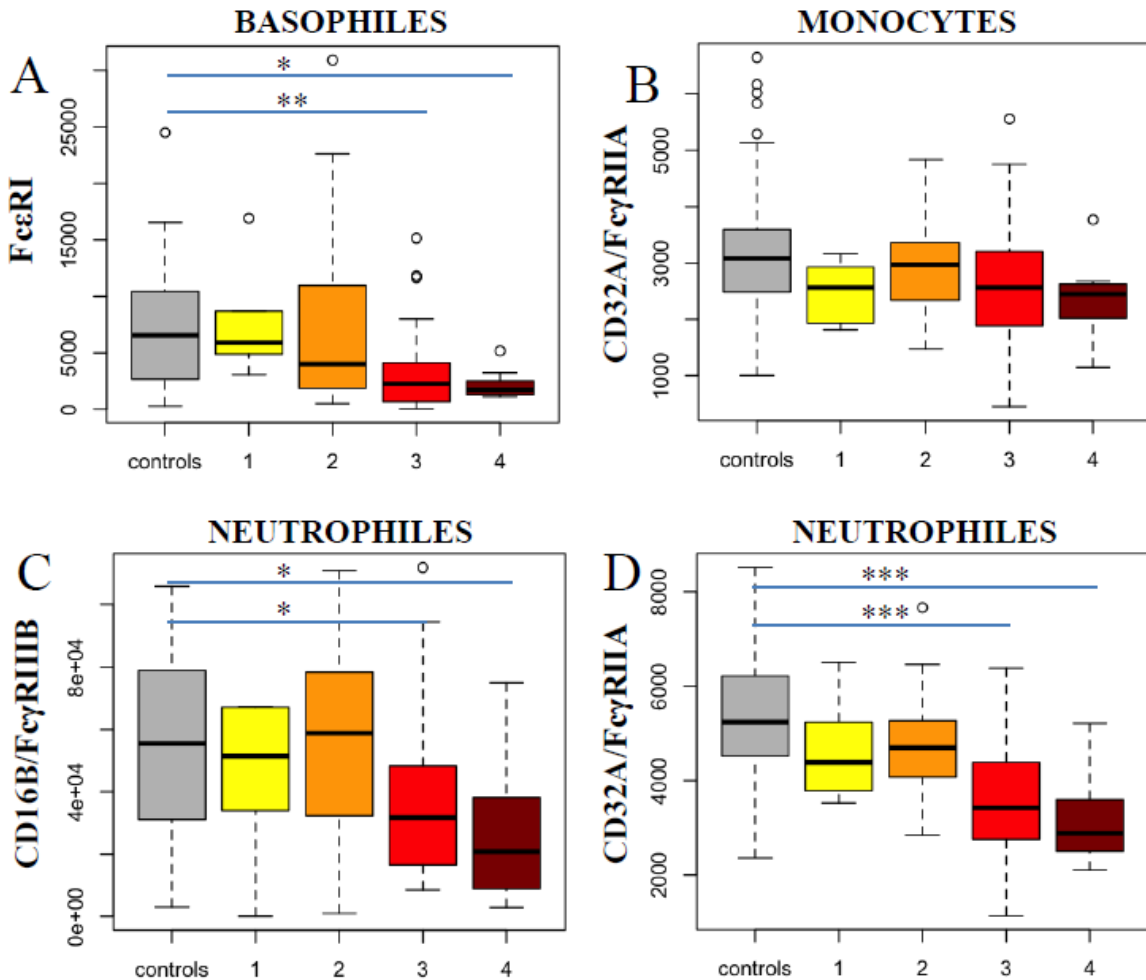 BASOPHILES
A
FcεRI
0
5000
15000
25000
*
**
controls 1 2 3 4
MONOCYTES
B
CD32A/FcγRIIA
1000
3000
5000
controls 1 2 3 4
NEUTROPHILES
C
CD16B/FcγRIIIB
0e+00
4e+04
8e+04
*
*
controls 1 2 3 4
NEUTROPHILES
D
CD32A/FcγRIIA
2000
4000
6000
8000
***
***
controls 1 2 3 4